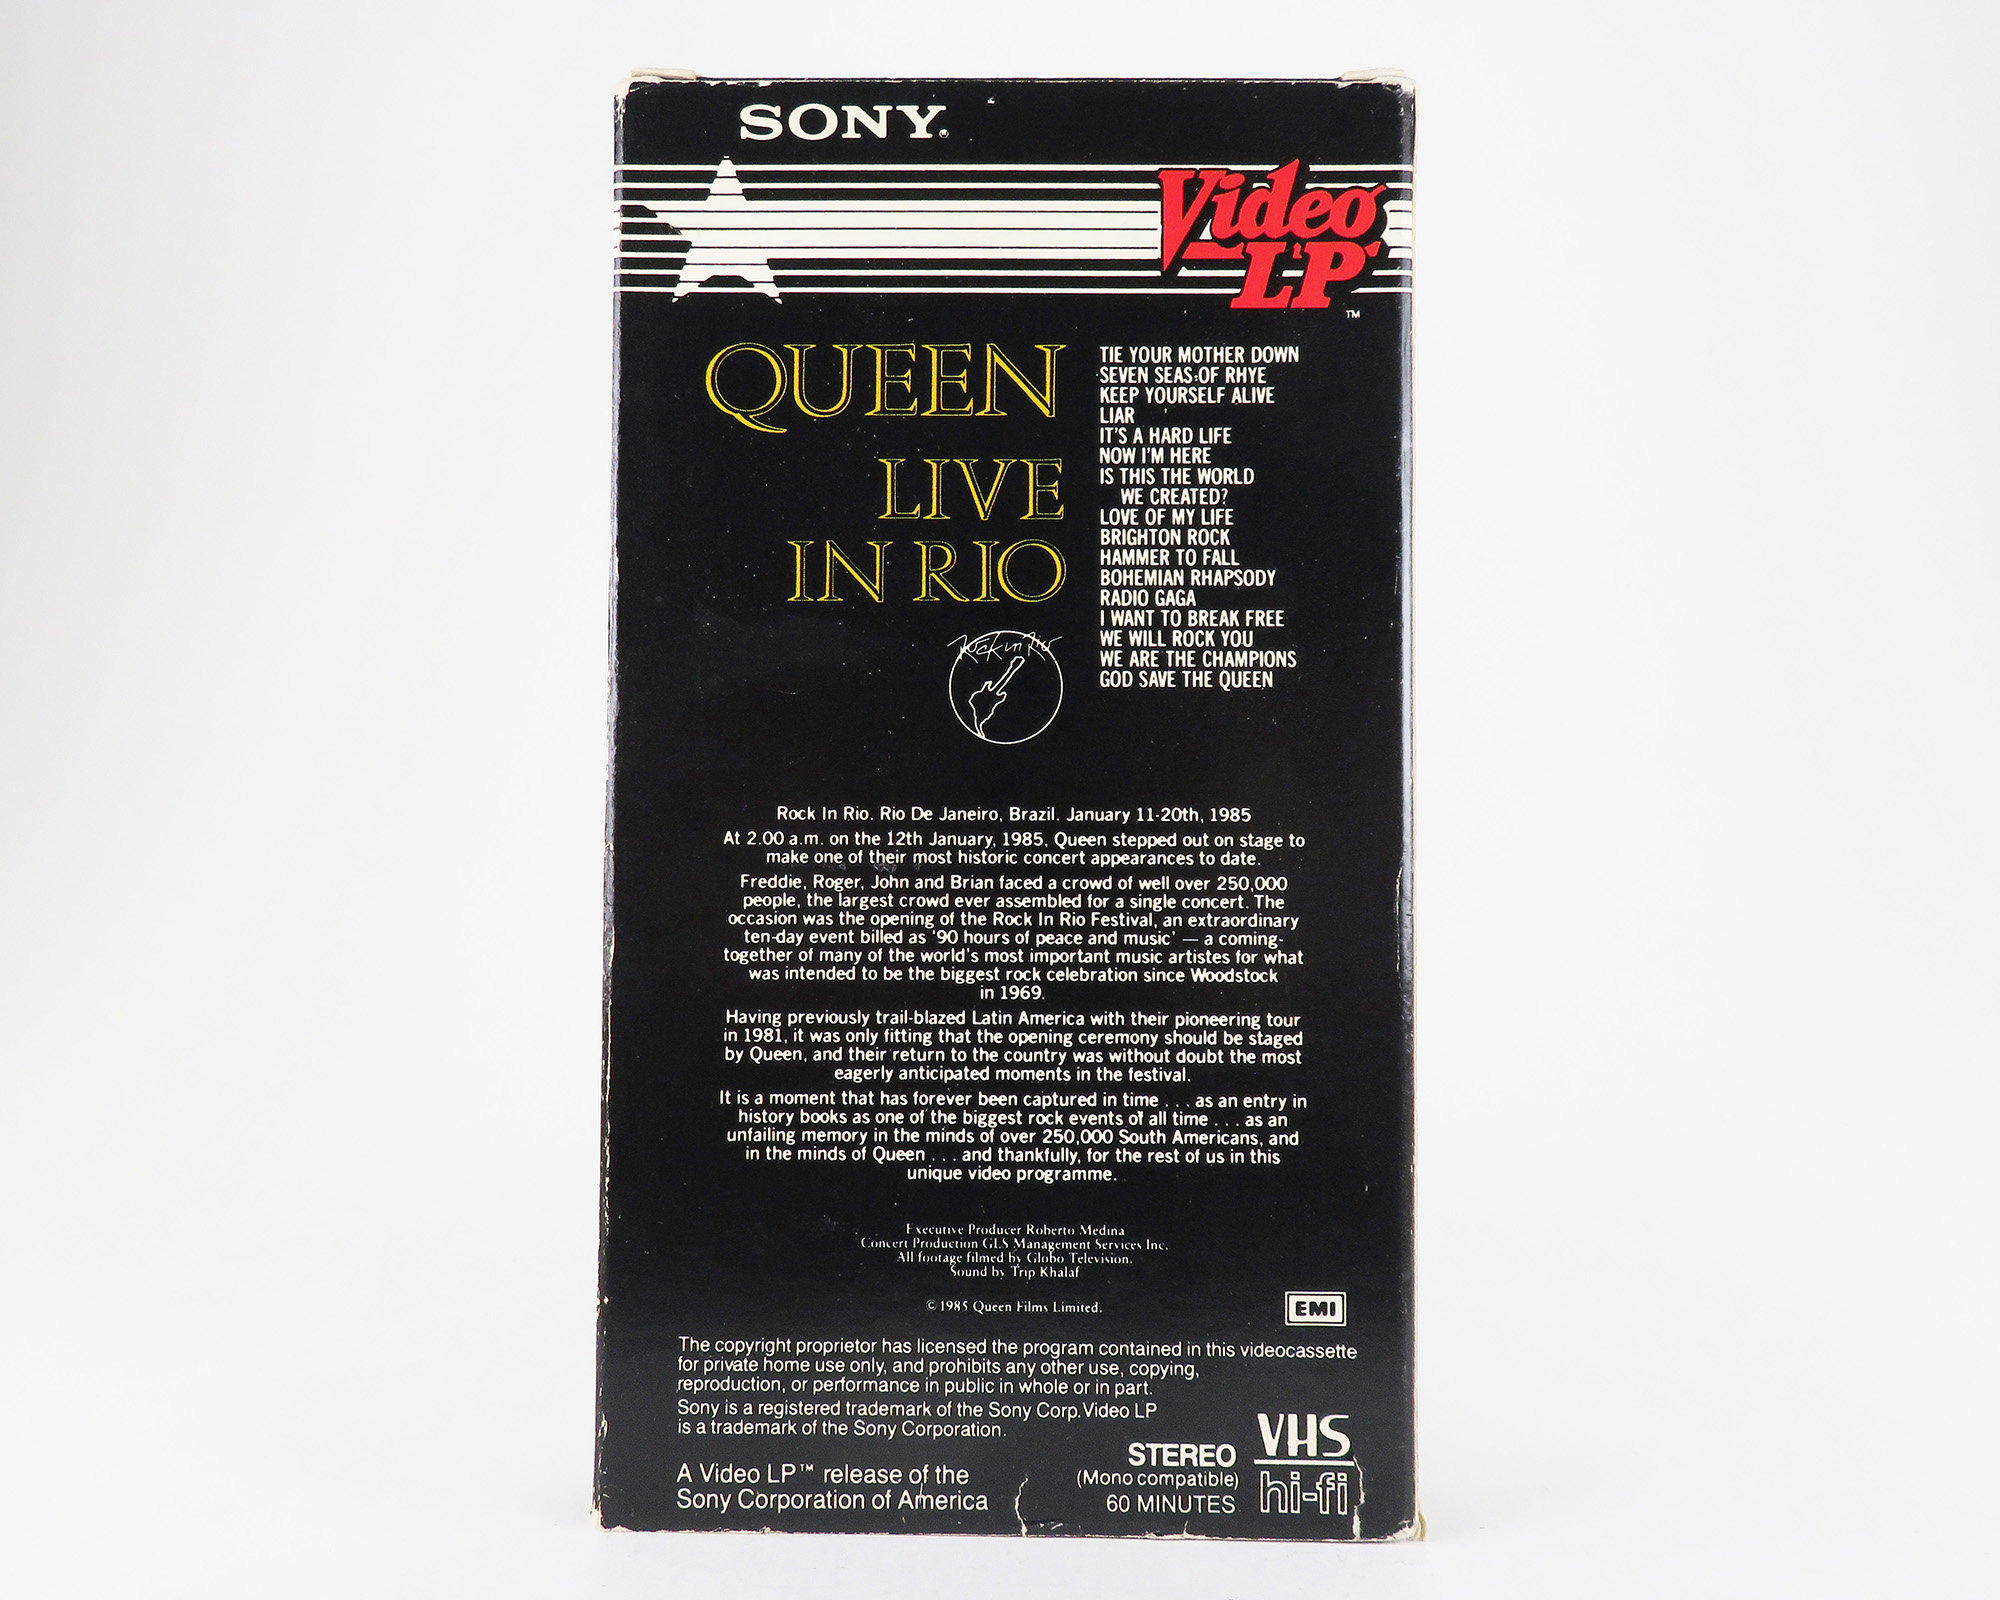 SONY®
Video LP™
QUEEN
LIVE
IN RIO
Rock in Rio
TIE YOUR MOTHER DOWN
SEVEN SEAS OF RHYE
KEEP YOURSELF ALIVE
LIAR
IT'S A HARD LIFE
NOW I'M HERE
IS THIS THE WORLD
WE CREATED?
LOVE OF MY LIFE
BRIGHTON ROCK
HAMMER TO FALL
BOHEMIAN RHAPSODY
RADIO GAGA
I WANT TO BREAK FREE
WE WILL ROCK YOU
WE ARE THE CHAMPIONS
GOD SAVE THE QUEEN
Rock In Rio. Rio De Janeiro, Brazil. January 11-20th, 1985
At 2.00 a.m. on the 12th January, 1985, Queen stepped out on stage to
make one of their most historic concert appearances to date.
Freddie, Roger, John and Brian faced a crowd of well over 250,000
people, the largest crowd ever assembled for a single concert. The
occasion was the opening of the Rock In Rio Festival, an extraordinary
ten-day event billed as '90 hours of peace and music' — a coming-
together of many of the world's most important music artistes for what
was intended to be the biggest rock celebration since Woodstock
in 1969.
Having previously trail-blazed Latin America with their pioneering tour
in 1981, it was only fitting that the opening ceremony should be staged
by Queen, and their return to the country was without doubt the most
eagerly anticipated moments in the festival.
It is a moment that has forever been captured in time . . . as an entry in
history books as one of the biggest rock events of all time . . . as an
unfailing memory in the minds of over 250,000 South Americans, and
in the minds of Queen . . . and thankfully, for the rest of us in this
unique video programme.
Executive Producer Roberto Medina
Concert Production GLS Management Services Inc.
All footage filmed by Globo Television.
Sound by Trip Khalaf
© 1985 Queen Films Limited.
EMI
The copyright proprietor has licensed the program contained in this videocassette
for private home use only, and prohibits any other use, copying,
reproduction, or performance in public in whole or in part.
Sony is a registered trademark of the Sony Corp. Video LP
is a trademark of the Sony Corporation.
A Video LP™ release of the
Sony Corporation of America
STEREO
(Mono compatible)
60 MINUTES
VHS
hi-fi